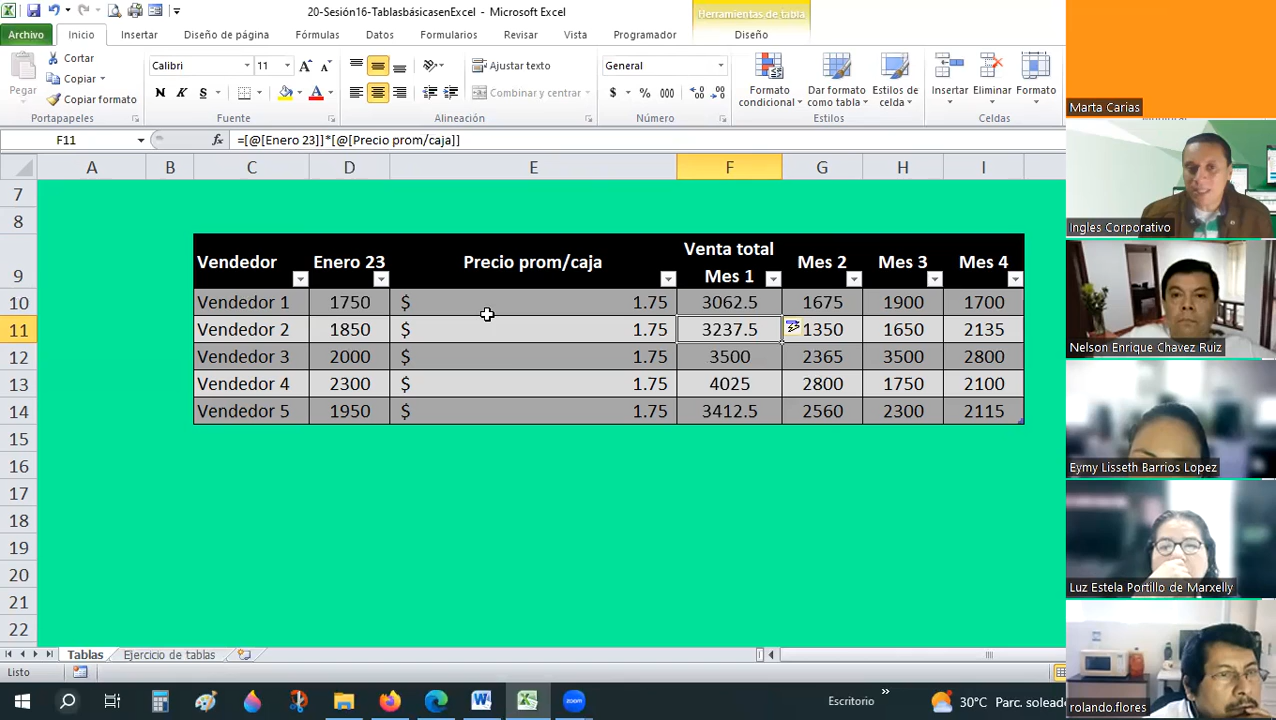 20-Sesión16-TablasbásicasenExcel - Microsoft Excel
Herramientas de tabla
Archivo Inicio Insertar Diseño de página Fórmulas Datos Formularios Revisar Vista Programador Diseño
Pegar
Cortar
Copiar
Copiar formato
Portapapeles
Calibri 11
N K S
Fuente
Ajustar texto
Combinar y centrar
Alineación
General
$ % 000
Número
Formato condicional
Dar formato como tabla
Estilos de celda
Estilos
Insertar Eliminar Formato
Celdas
F11 fx =[@[Enero 23]]*[@[Precio prom/caja]]
A B C D E F G H I
7
8
9 Vendedor Enero 23 Precio prom/caja Venta total Mes 1 Mes 2 Mes 3 Mes 4
10 Vendedor 1 1750 $ 1.75 3062.5 1675 1900 1700
11 Vendedor 2 1850 $ 1.75 3237.5 1350 1650 2135
12 Vendedor 3 2000 $ 1.75 3500 2365 3500 2800
13 Vendedor 4 2300 $ 1.75 4025 2800 1750 2100
14 Vendedor 5 1950 $ 1.75 3412.5 2560 2300 2115
15
16
17
18
19
20
21
22
Tablas Ejercicio de tablas
Listo
Escritorio
30°C Parc. soleado
Marta Carias
Ingles Corporativo
Nelson Enrique Chavez Ruiz
Eymy Lisseth Barrios Lopez
Luz Estela Portillo de Marxelly
rolando.flores